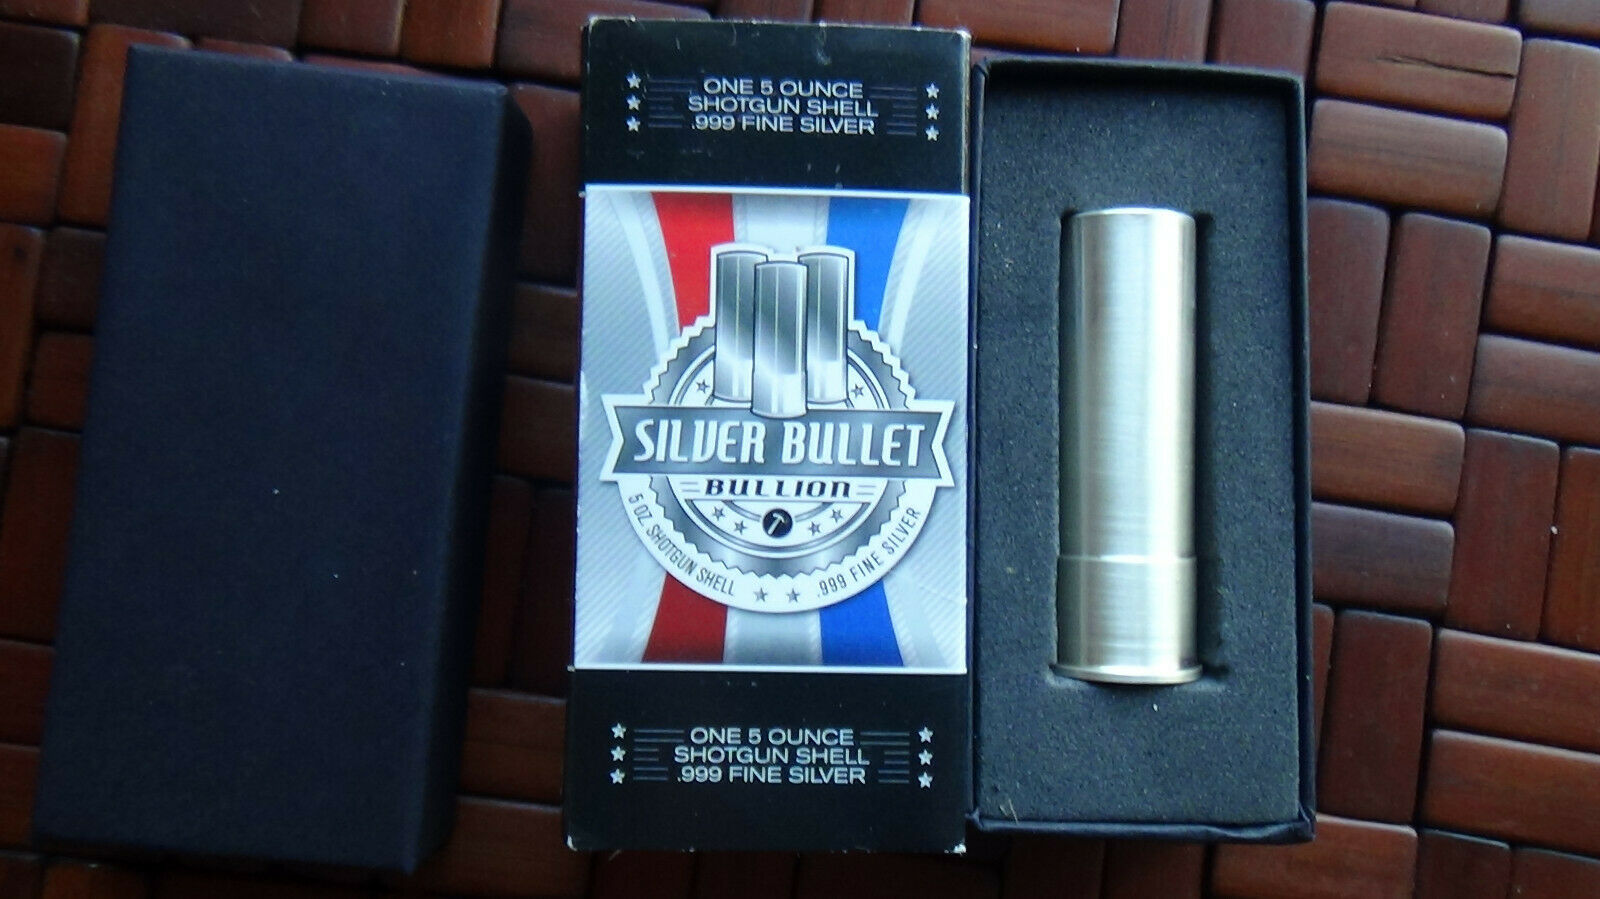 ONE 5 OUNCE
SHOTGUN SHELL
.999 FINE SILVER
SILVER BULLET
BULLION
5 OZ. SHOTGUN SHELL
.999 FINE SILVER
ONE 5 OUNCE
SHOTGUN SHELL
.999 FINE SILVER